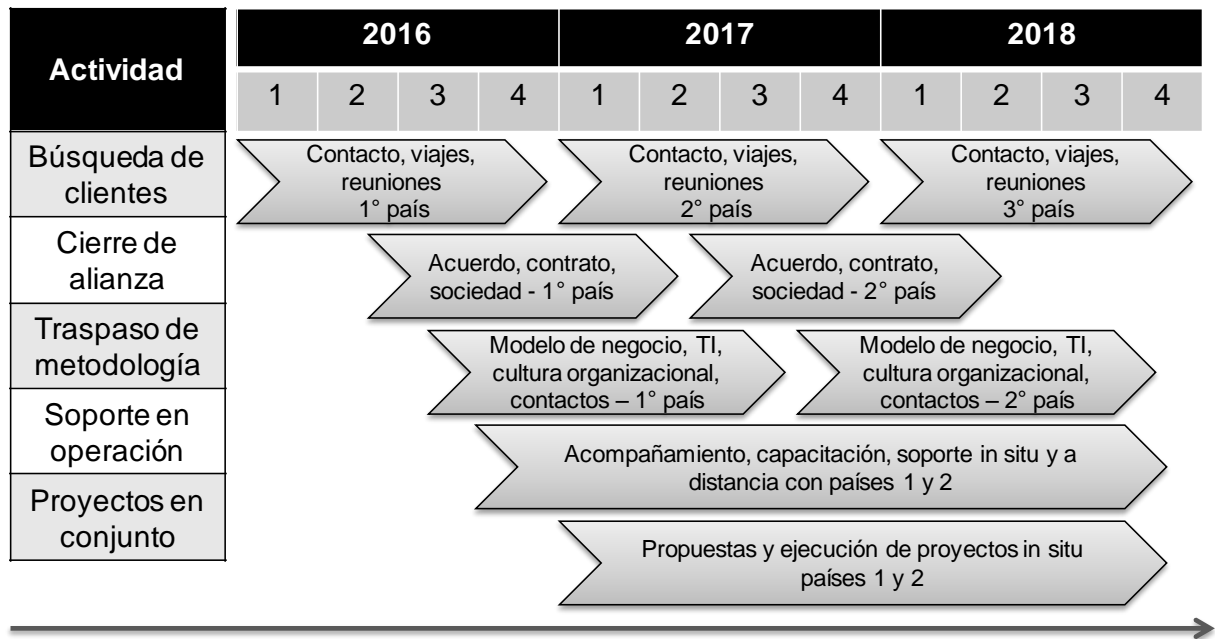 Actividad
2016
2017
2018
1 2 3 4 1 2 3 4 1 2 3 4
Búsqueda de
clientes
Contacto, viajes,
reuniones
1° país
Contacto, viajes,
reuniones
2° país
Contacto, viajes,
reuniones
3° país
Cierre de
alianza
Acuerdo, contrato,
sociedad - 1° país
Acuerdo, contrato,
sociedad - 2° país
Traspaso de
metodología
Modelo de negocio, TI,
cultura organizacional,
contactos – 1° país
Modelo de negocio, TI,
cultura organizacional,
contactos – 2° país
Soporte en
operación
Acompañamiento, capacitación, soporte in situ y a
distancia con países 1 y 2
Proyectos en
conjunto
Propuestas y ejecución de proyectos in situ
países 1 y 2